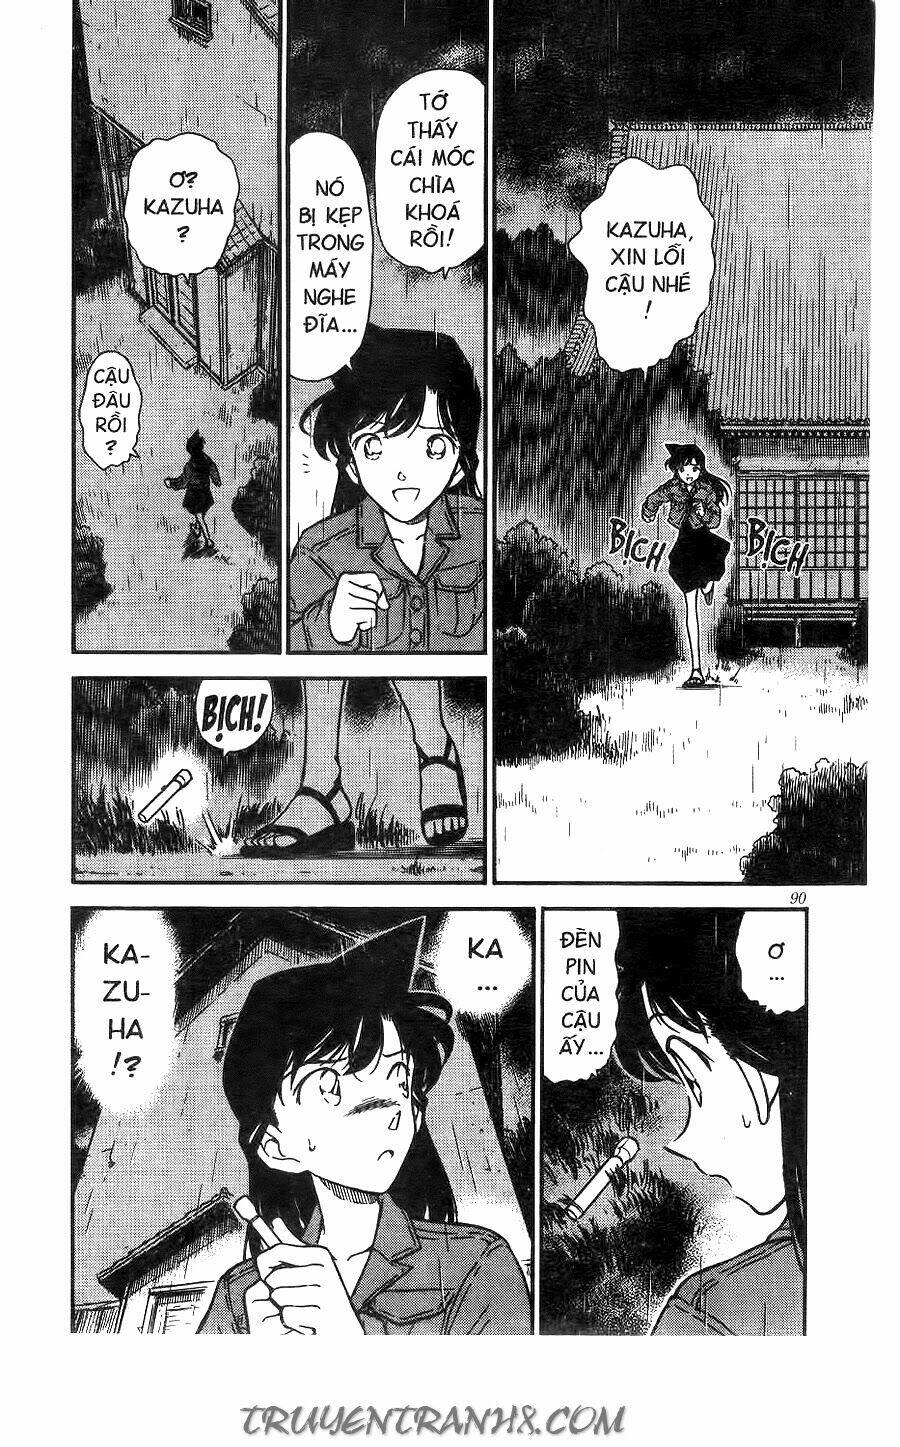 KAZUHA,
XIN LỖI
CẬU NHÉ
!
BỊCH
BỊCH
TỚ
THẤY
CÁI MÓC
CHÌA
KHOÁ
RỒI!
NÓ
BỊ KẸP
TRONG
MÁY
NGHE
ĐĨA...
Ơ?
KAZUHA
?
CẬU
ĐÂU
RỒI
?
BỊCH!
90
Ơ
...
ĐÈN
PIN
CỦA
CẬU
ẤY...
KA
...
KA-
ZU-
HA
!?
TRUYENTRANH8.COM